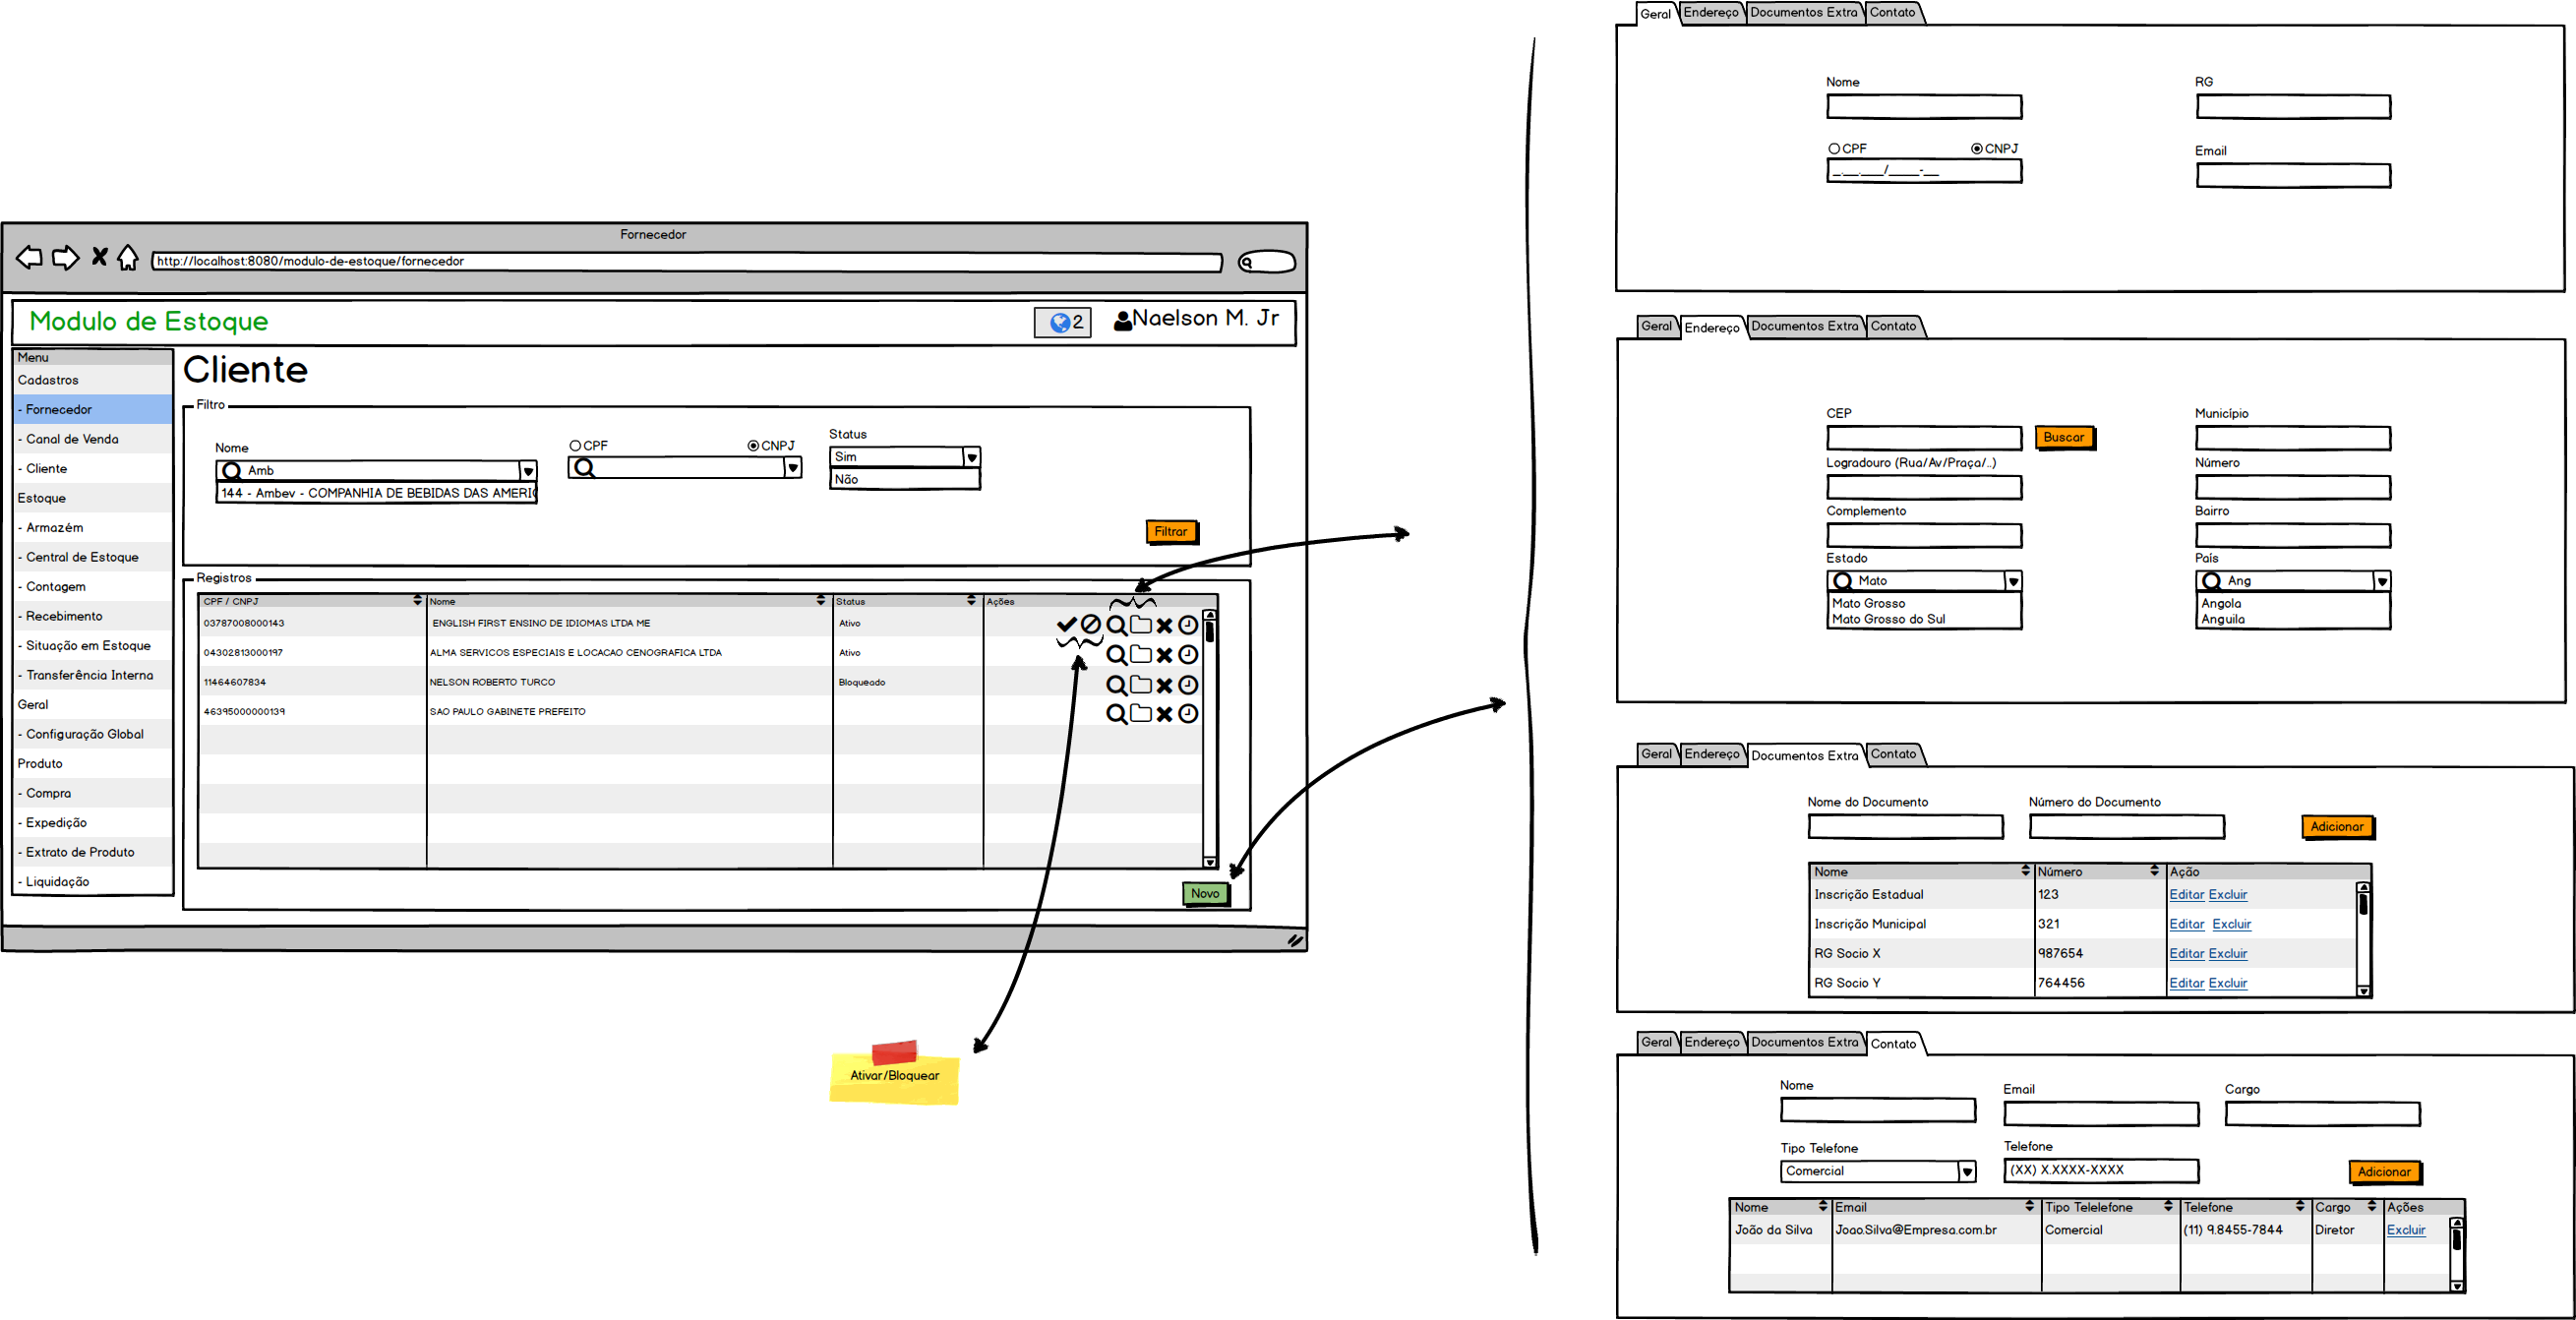 Fornecedor
http://localhost:8080/modulo-de-estoque/fornecedor
Modulo de Estoque
2
Naelson M. Jr
Menu
Cadastros
- Fornecedor
- Canal de Venda
- Cliente
Estoque
- Armazém
- Central de Estoque
- Contagem
- Recebimento
- Situação em Estoque
- Transferência Interna
Geral
- Configuração Global
Produto
- Compra
- Expedição
- Extrato de Produto
- Liquidação
Cliente
Filtro
Nome
CPF CNPJ
Status
Amb
Sim
144 - Ambev - COMPANHIA DE BEBIDAS DAS AMERIC
Não
Filtrar
Registros
CPF / CNPJ Nome Status Ações
03787008000143 ENGLISH FIRST ENSINO DE IDIOMAS LTDA ME Ativo
04302813000197 ALMA SERVICOS ESPECIAIS E LOCACAO CENOGRAFICA LTDA Ativo
11464607834 NELSON ROBERTO TURCO Bloqueado
46395000000139 SAO PAULO GABINETE PREFEITO
Novo
Ativar/Bloquear
Geral Endereço Documentos Extra Contato
Nome RG
CPF CNPJ Email
_.__.___/____-__
Geral Endereço Documentos Extra Contato
CEP Município
Buscar
Logradouro (Rua/Av/Praça/..) Número
Complemento Bairro
Estado País
Mato Ang
Mato Grosso Angola
Mato Grosso do Sul Anguila
Geral Endereço Documentos Extra Contato
Nome do Documento Número do Documento
Adicionar
Nome Número Ação
Inscrição Estadual 123 Editar Excluir
Inscrição Municipal 321 Editar Excluir
RG Socio X 987654 Editar Excluir
RG Socio Y 764456 Editar Excluir
Geral Endereço Documentos Extra Contato
Nome Email Cargo
Tipo Telefone Telefone
Comercial (XX) X.XXXX-XXXX Adicionar
Nome Email Tipo Telelefone Telefone Cargo Ações
João da Silva Joao.Silva@Empresa.com.br Comercial (11) 9.8455-7844 Diretor Excluir